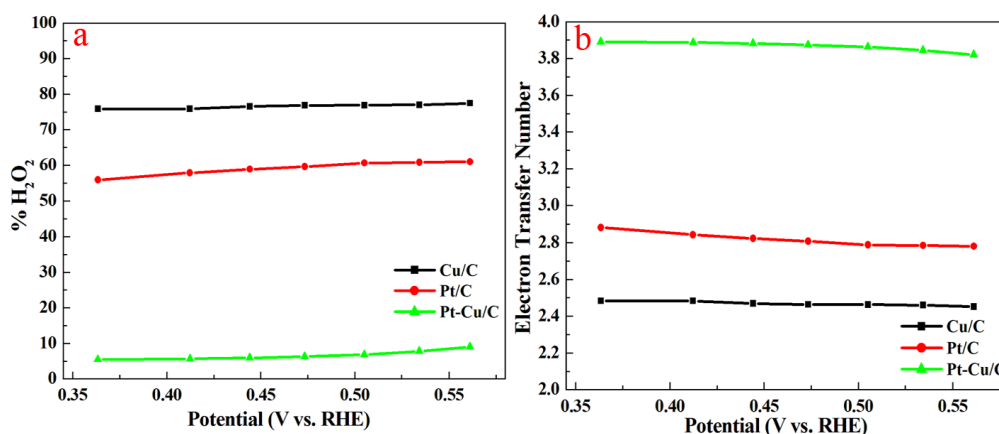 a
100
90
80
70
60
50
40
30
20
10
0
% H₂O₂
Cu/C
Pt/C
Pt-Cu/C
0.35 0.40 0.45 0.50 0.55
Potential (V vs. RHE)
b
4.0
3.8
3.6
3.4
3.2
3.0
2.8
2.6
2.4
2.2
2.0
Electron Transfer Number
Cu/C
Pt/C
Pt-Cu/C
0.35 0.40 0.45 0.50 0.55
Potential (V vs. RHE)